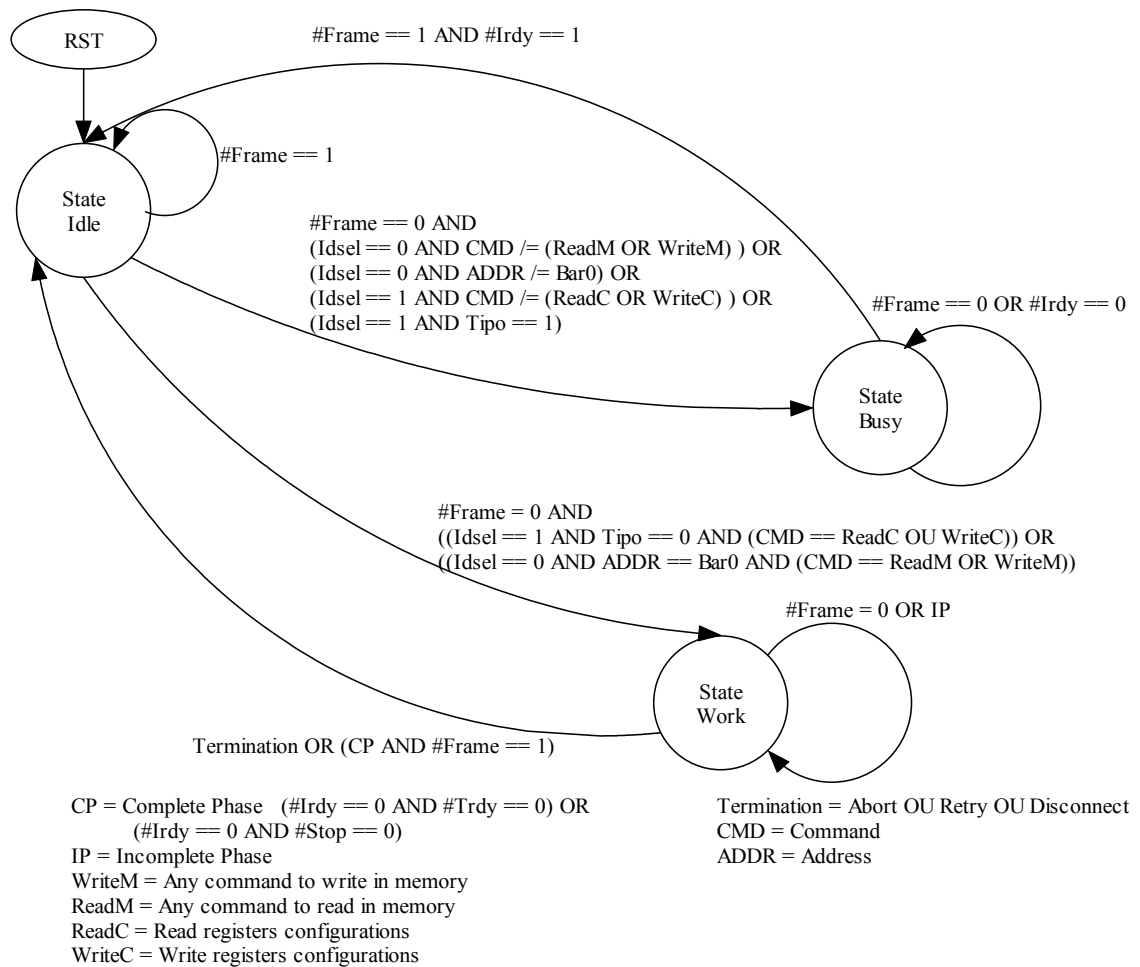 RST
#Frame == 1 AND #Irdy == 1
#Frame == 1
State
Idle
#Frame == 0 AND
(Idsel == 0 AND CMD /= (ReadM OR WriteM) ) OR
(Idsel == 0 AND ADDR /= Bar0) OR
(Idsel == 1 AND CMD /= (ReadC OR WriteC) ) OR
(Idsel == 1 AND Tipo == 1)
#Frame == 0 OR #Irdy == 0
State
Busy
#Frame = 0 AND
((Idsel == 1 AND Tipo == 0 AND (CMD == ReadC OU WriteC)) OR
((Idsel == 0 AND ADDR == Bar0 AND (CMD == ReadM OR WriteM))
#Frame = 0 OR IP
State
Work
Termination OR (CP AND #Frame == 1)
CP = Complete Phase (#Irdy == 0 AND #Trdy == 0) OR
(#Irdy == 0 AND #Stop == 0)
IP = Incomplete Phase
WriteM = Any command to write in memory
ReadM = Any command to read in memory
ReadC = Read registers configurations
WriteC = Write registers configurations
Termination = Abort OU Retry OU Disconnect
CMD = Command
ADDR = Address